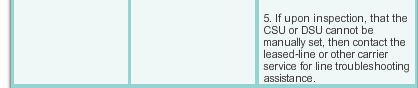 5. If upon inspection, that the
CSU or DSU cannot be
manually set, then contact the
leased-line or other carrier
service for line troubleshooting
assistance.